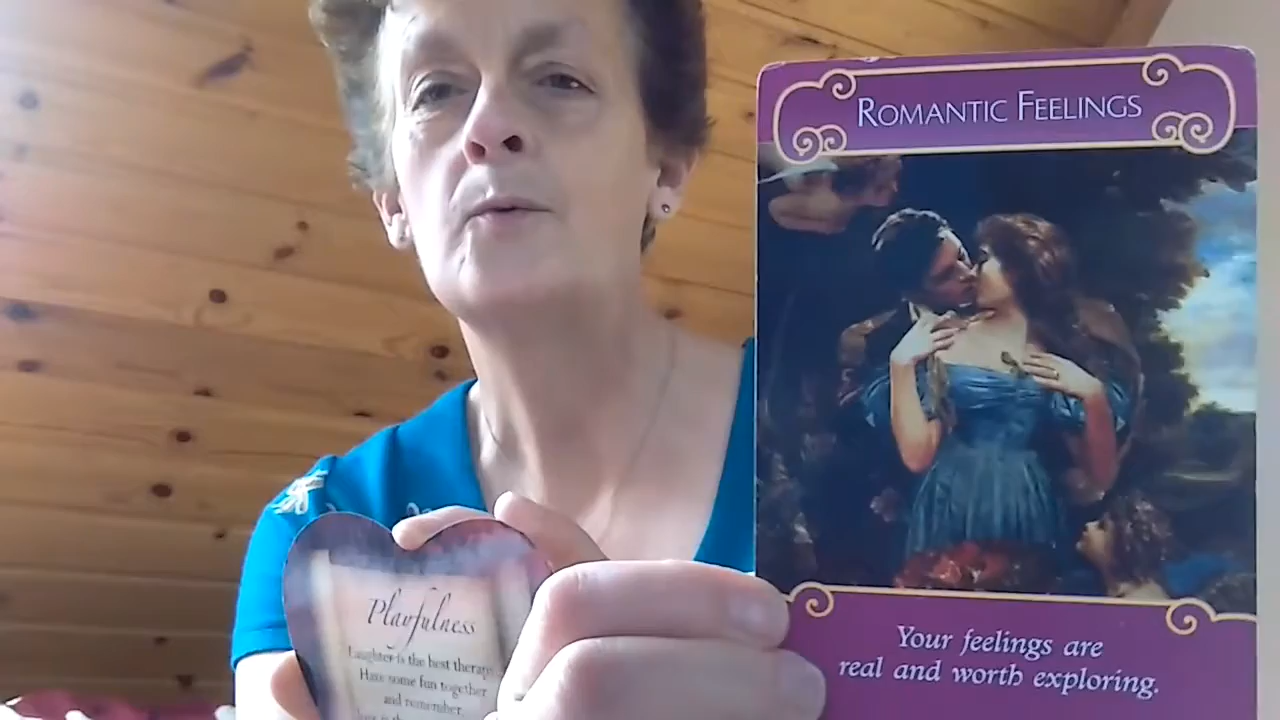 ROMANTIC FEELINGS
Your feelings are
real and worth exploring.
Playfulness
Laughter is the best therapy.
Have some fun together
and remember,